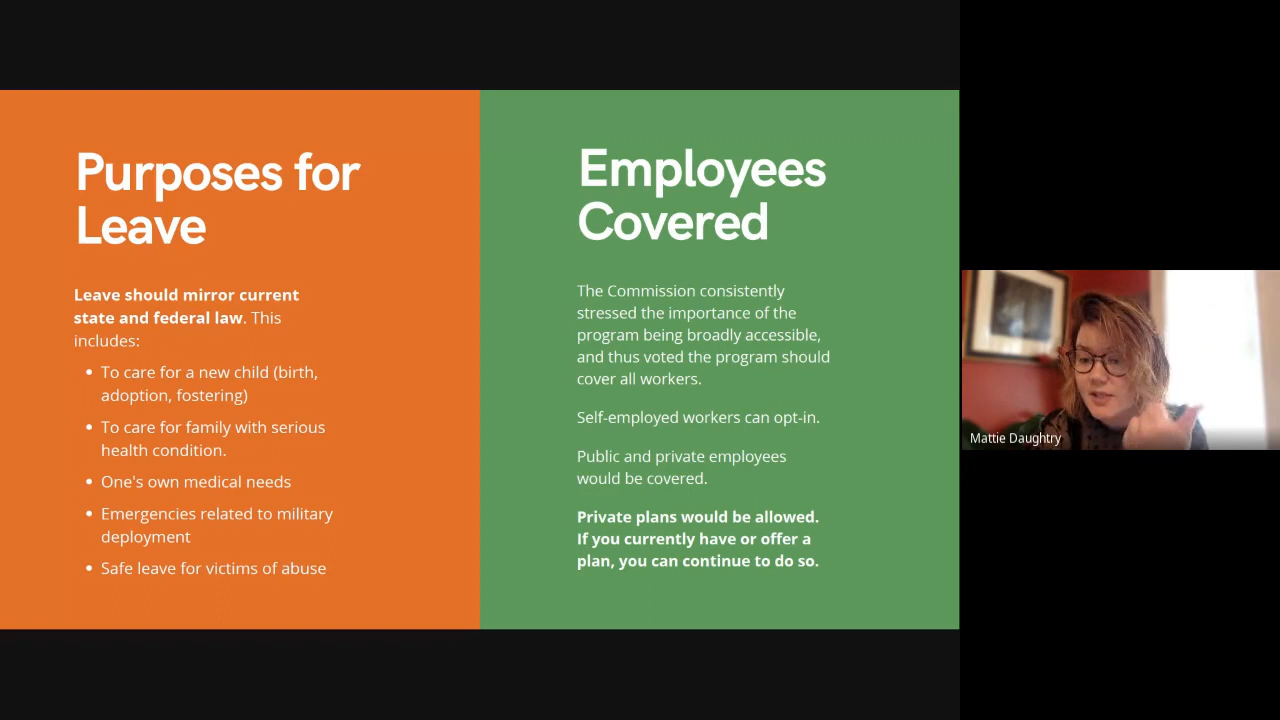 Purposes for
Leave
Leave should mirror current
state and federal law. This
includes:
• To care for a new child (birth,
adoption, fostering)
• To care for family with serious
health condition.
• One's own medical needs
• Emergencies related to military
deployment
• Safe leave for victims of abuse
Employees
Covered
The Commission consistently
stressed the importance of the
program being broadly accessible,
and thus voted the program should
cover all workers.
Self-employed workers can opt-in.
Public and private employees
would be covered.
Private plans would be allowed.
If you currently have or offer a
plan, you can continue to do so.
Mattie Daughtry